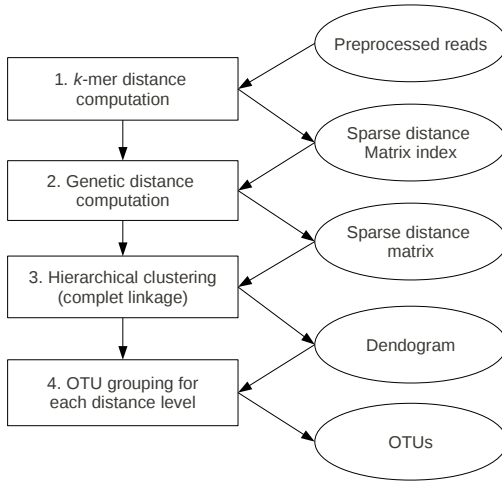 Preprocessed reads
1. k-mer distance
computation
Sparse distance
Matrix index
2. Genetic distance
computation
Sparse distance
matrix
3. Hierarchical clustering
(complet linkage)
Dendogram
4. OTU grouping for
each distance level
OTUs